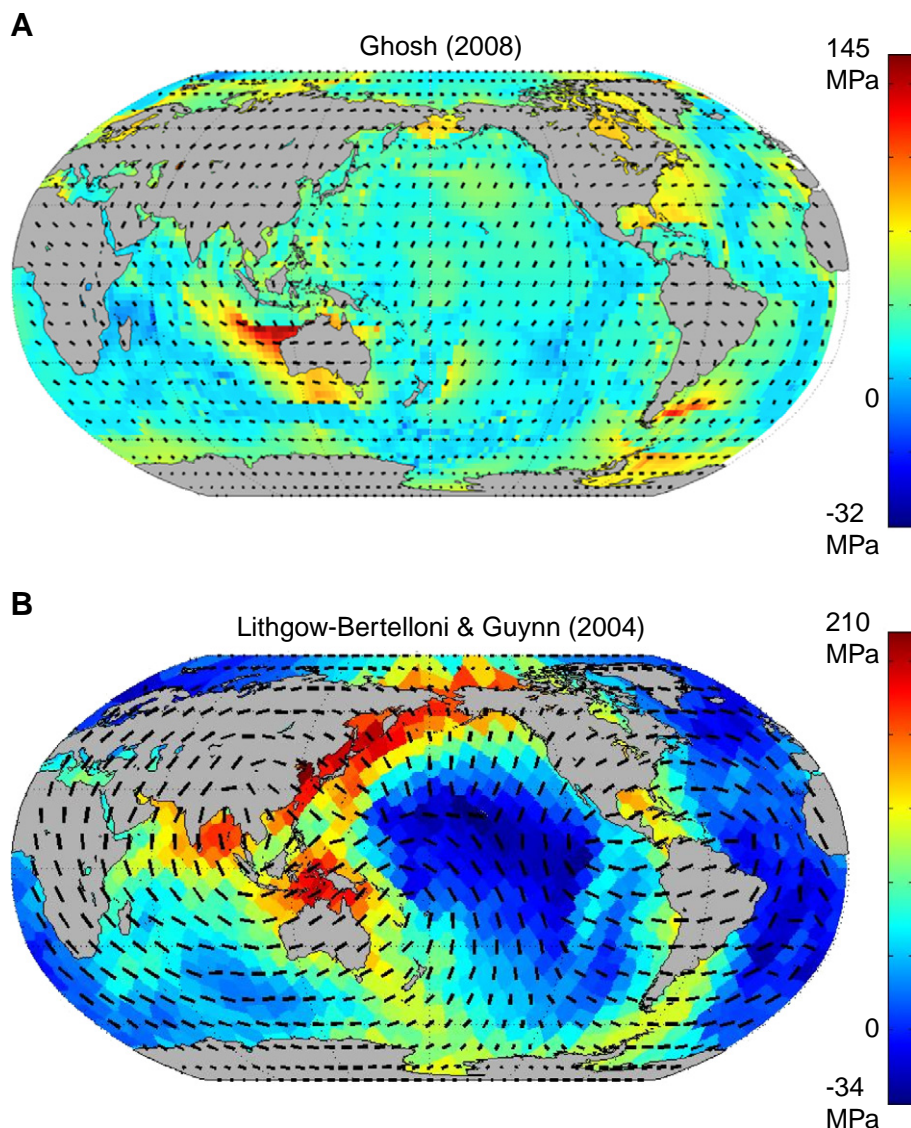 A
Ghosh (2008)
145
MPa
0
-32
MPa
B
Lithgow-Bertelloni & Guynn (2004)
210
MPa
0
-34
MPa